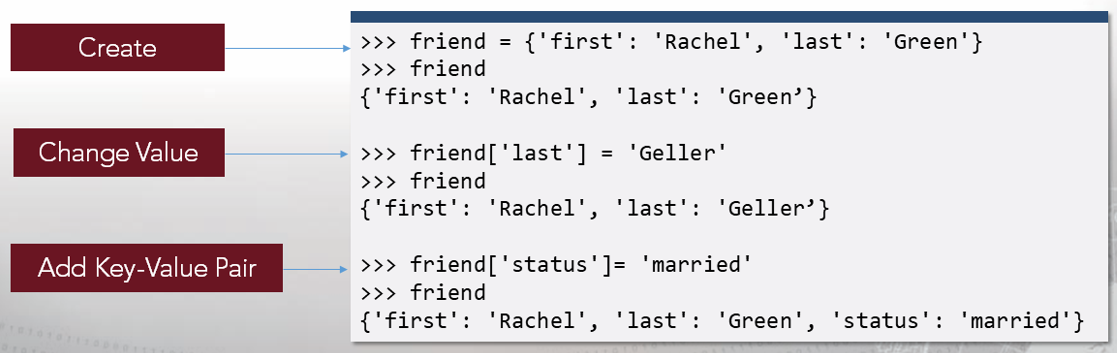 Create
>>> friend = {'first': 'Rachel', 'last': 'Green'}
>>> friend
{'first': 'Rachel', 'last': 'Green’}
Change Value
>>> friend['last'] = 'Geller'
>>> friend
{'first': 'Rachel', 'last': 'Geller’}
Add Key-Value Pair
>>> friend['status']= 'married'
>>> friend
{'first': 'Rachel', 'last': 'Green', 'status': 'married'}